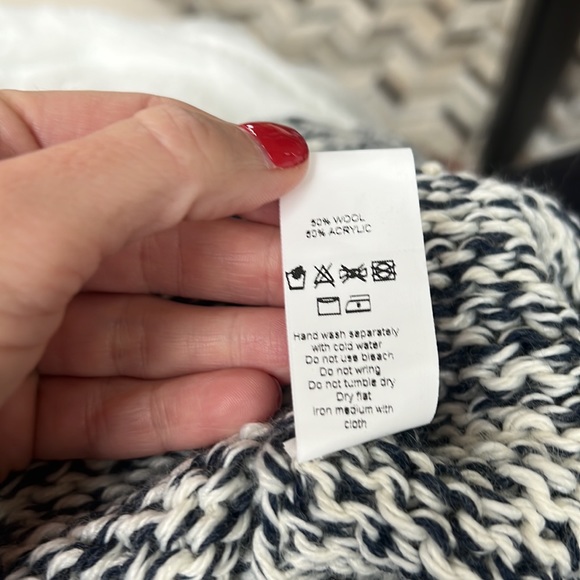 50% WOOL
50% ACRYLIC
Hand wash separately
with cold water
Do not use bleach
Do not wring
Do not tumble dry
Dry flat
Iron medium with
cloth